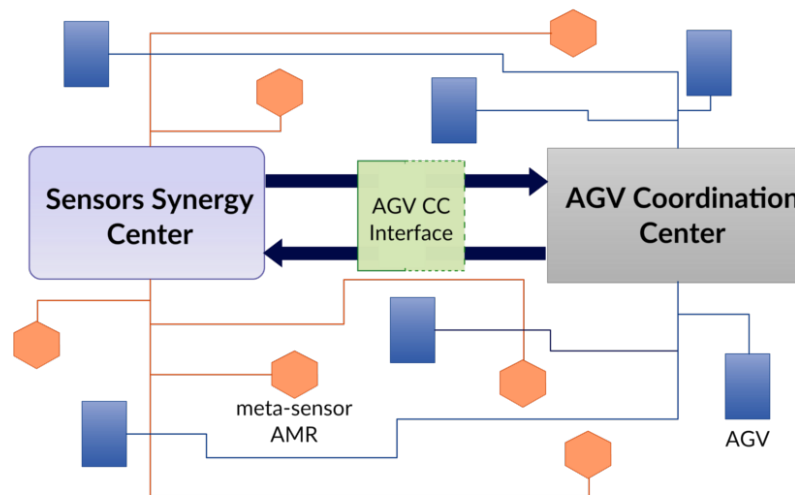 Sensors Synergy
Center
AGV CC
Interface
AGV Coordination
Center
meta-sensor
AMR
AGV